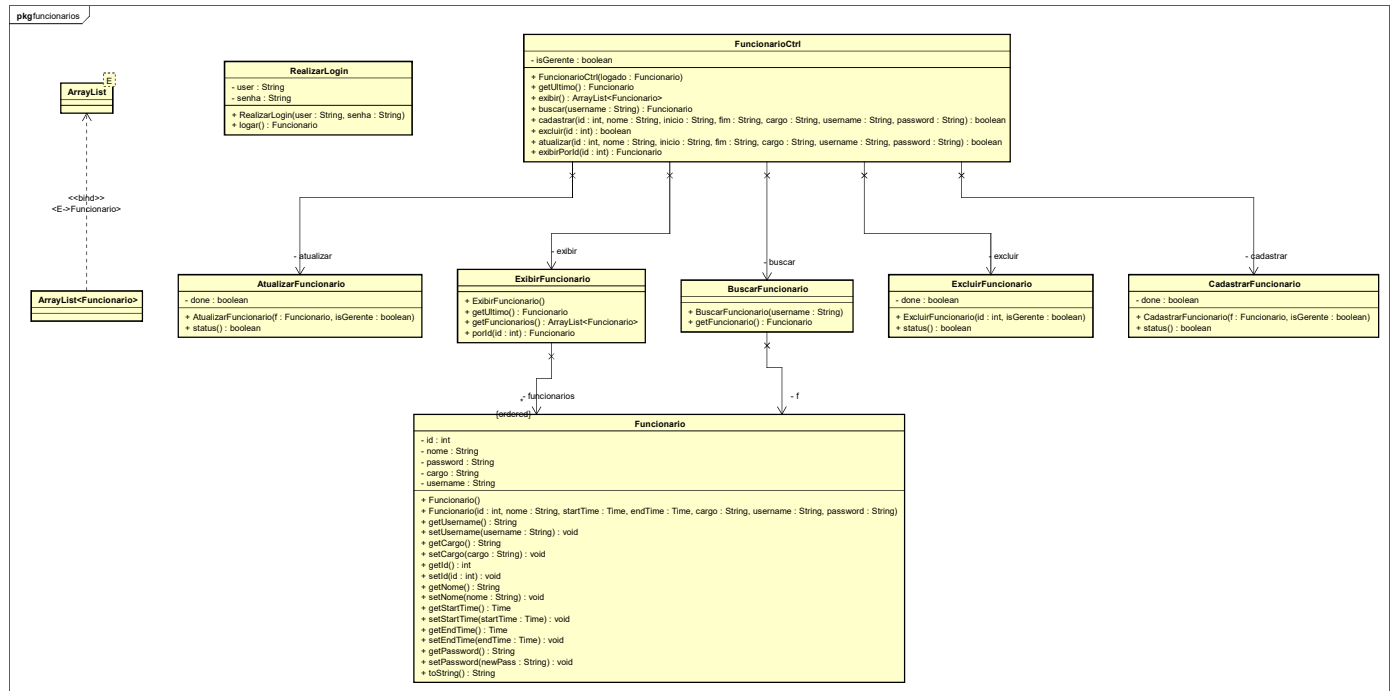 pkg funcionarios
E
ArrayList
<<bind>>
<E->Funcionario>
ArrayList<Funcionario>
RealizarLogin
- user : String
- senha : String
+ RealizarLogin(user : String, senha : String)
+ logar() : Funcionario
FuncionarioCtrl
- isGerente : boolean
+ FuncionarioCtrl(logado : Funcionario)
+ getUltimo() : Funcionario
+ exibir() : ArrayList<Funcionario>
+ buscar(username : String) : Funcionario
+ cadastrar(id : int, nome : String, inicio : String, fim : String, cargo : String, username : String, password : String) : boolean
+ excluir(id : int) : boolean
+ atualizar(id : int, nome : String, inicio : String, fim : String, cargo : String, username : String, password : String) : boolean
+ exibirPorId(id : int) : Funcionario
- atualizar
- exibir
- buscar
- excluir
- cadastrar
AtualizarFuncionario
- done : boolean
+ AtualizarFuncionario(f : Funcionario, isGerente : boolean)
+ status() : boolean
ExibirFuncionario
+ ExibirFuncionario()
+ getUltimo() : Funcionario
+ getFuncionarios() : ArrayList<Funcionario>
+ porId(id : int) : Funcionario
BuscarFuncionario
+ BuscarFuncionario(username : String)
+ getFuncionario() : Funcionario
ExcluirFuncionario
- done : boolean
+ ExcluirFuncionario(id : int, isGerente : boolean)
+ status() : boolean
CadastrarFuncionario
- done : boolean
+ CadastrarFuncionario(f : Funcionario, isGerente : boolean)
+ status() : boolean
- funcionarios
*
{ordered}
- f
Funcionario
- id : int
- nome : String
- password : String
- cargo : String
- username : String
+ Funcionario()
+ Funcionario(id : int, nome : String, startTime : Time, endTime : Time, cargo : String, username : String, password : String)
+ getUsername() : String
+ setUsername(username : String) : void
+ getCargo() : String
+ setCargo(cargo : String) : void
+ getId() : int
+ setId(id : int) : void
+ getNome() : String
+ setNome(nome : String) : void
+ getStartTime() : Time
+ setStartTime(startTime : Time) : void
+ getEndTime() : Time
+ setEndTime(endTime : Time) : void
+ getPassword() : String
+ setPassword(newPass : String) : void
+ toString() : String